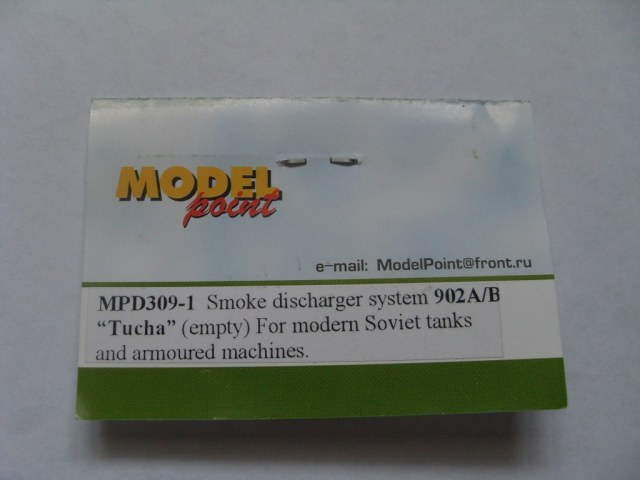 MODEL
point
e-mail: ModelPoint@front.ru
MPD309-1 Smoke discharger system 902A/B
“Tucha” (empty) For modern Soviet tanks
and armoured machines.